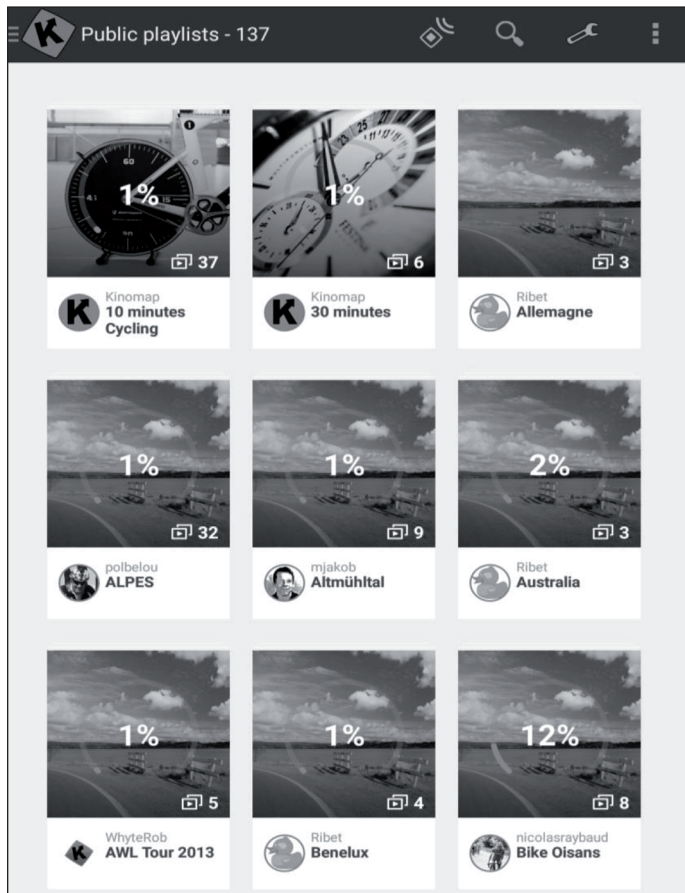 Public playlists - 137
1%
37
Kinomap
10 minutes
Cycling
1%
6
Kinomap
30 minutes
3
Ribet
Allemagne
1%
32
polbelou
ALPES
1%
9
mjakob
Altmühltal
2%
3
Ribet
Australia
1%
5
WhyteRob
AWL Tour 2013
1%
4
Ribet
Benelux
12%
8
nicolasraybaud
Bike Oisans